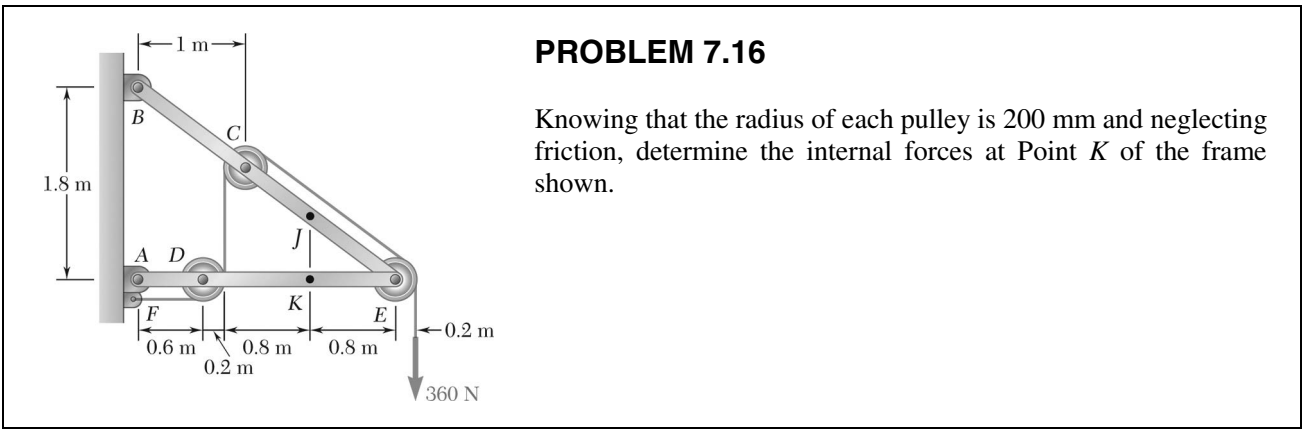 PROBLEM 7.16
Knowing that the radius of each pulley is 200 mm and neglecting
friction, determine the internal forces at Point K of the frame
shown.
1 m
B
C
1.8 m
A D
J
F
K
E
0.2 m
0.6 m
0.8 m
0.8 m
0.2 m
360 N